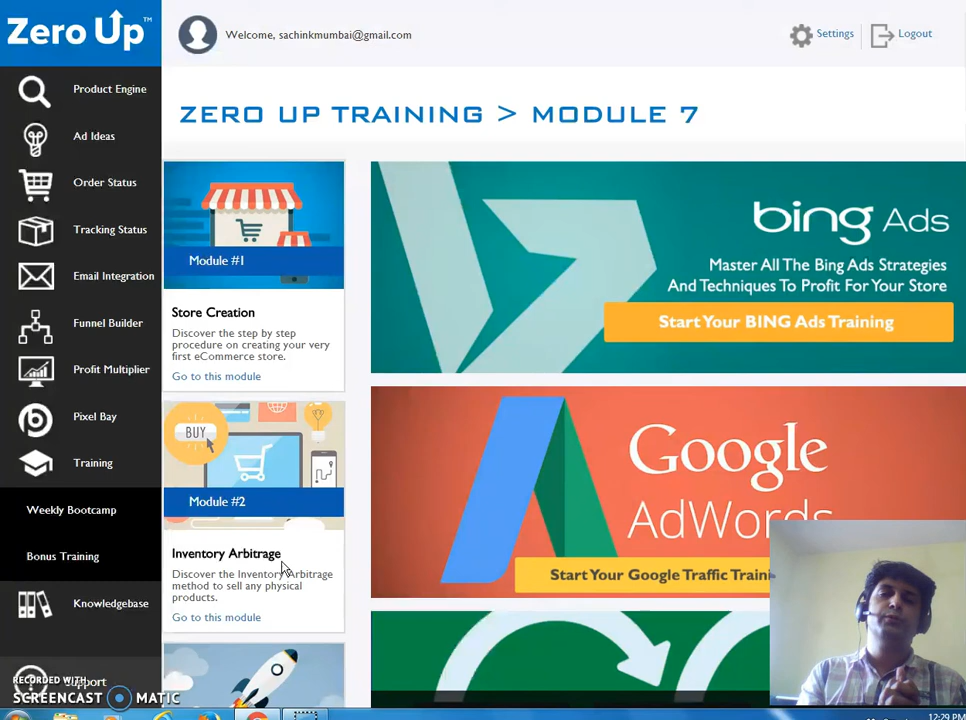 Zero Up™
Welcome, sachinkmumbai@gmail.com
Settings
Logout
Product Engine
Ad Ideas
Order Status
Tracking Status
Email Integration
Funnel Builder
Profit Multiplier
Pixel Bay
Training
Weekly Bootcamp
Bonus Training
Knowledgebase
Support
RECORDED WITH
SCREENCAST MATIC
ZERO UP TRAINING > MODULE 7
Module #1
Store Creation
Discover the step by step
procedure on creating your very
first eCommerce store.
Go to this module
BUY
Module #2
Inventory Arbitrage
Discover the Inventory Arbitrage
method to sell any physical
products.
Go to this module
bing Ads
Master All The Bing Ads Strategies
And Techniques To Profit For Your Store
Start Your BING Ads Training
Google
AdWords
Start Your Google Traffic Traini
12:29 PM